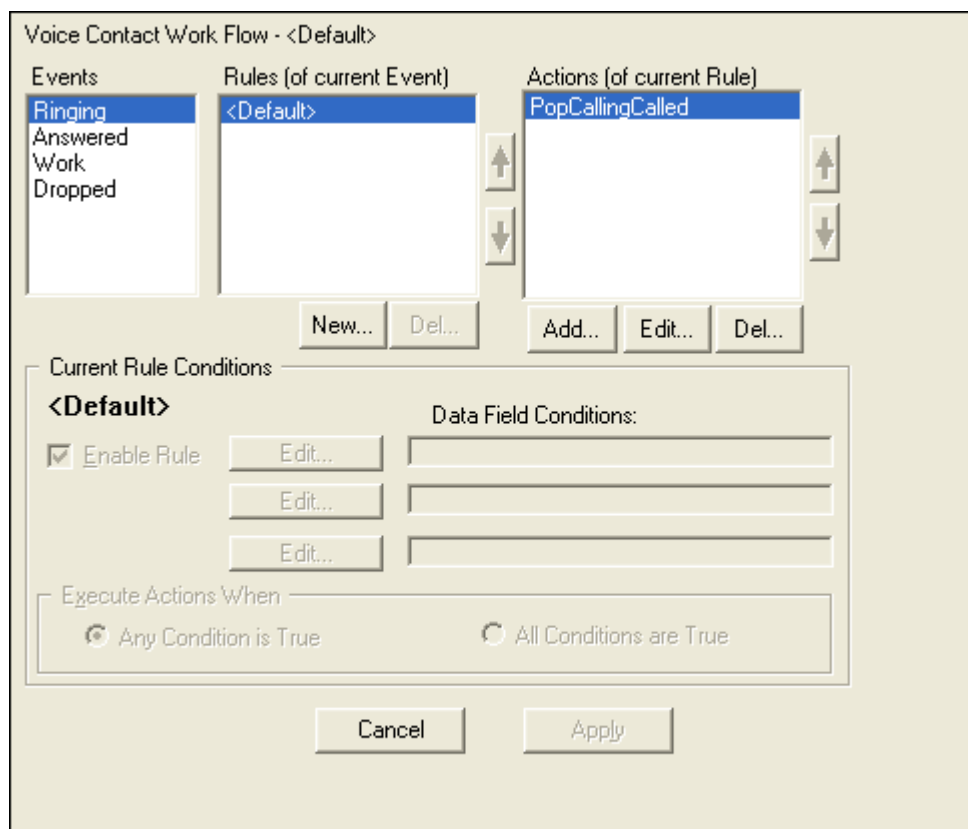 Voice Contact Work Flow - <Default>
Events Rules (of current Event) Actions (of current Rule)
Ringing <Default> PopCallingCalled
Answered
Work
Dropped
New... Del... Add... Edit... Del...
Current Rule Conditions
<Default> Data Field Conditions:
Enable Rule Edit...
Edit...
Edit...
Execute Actions When
Any Condition is True All Conditions are True
Cancel Apply